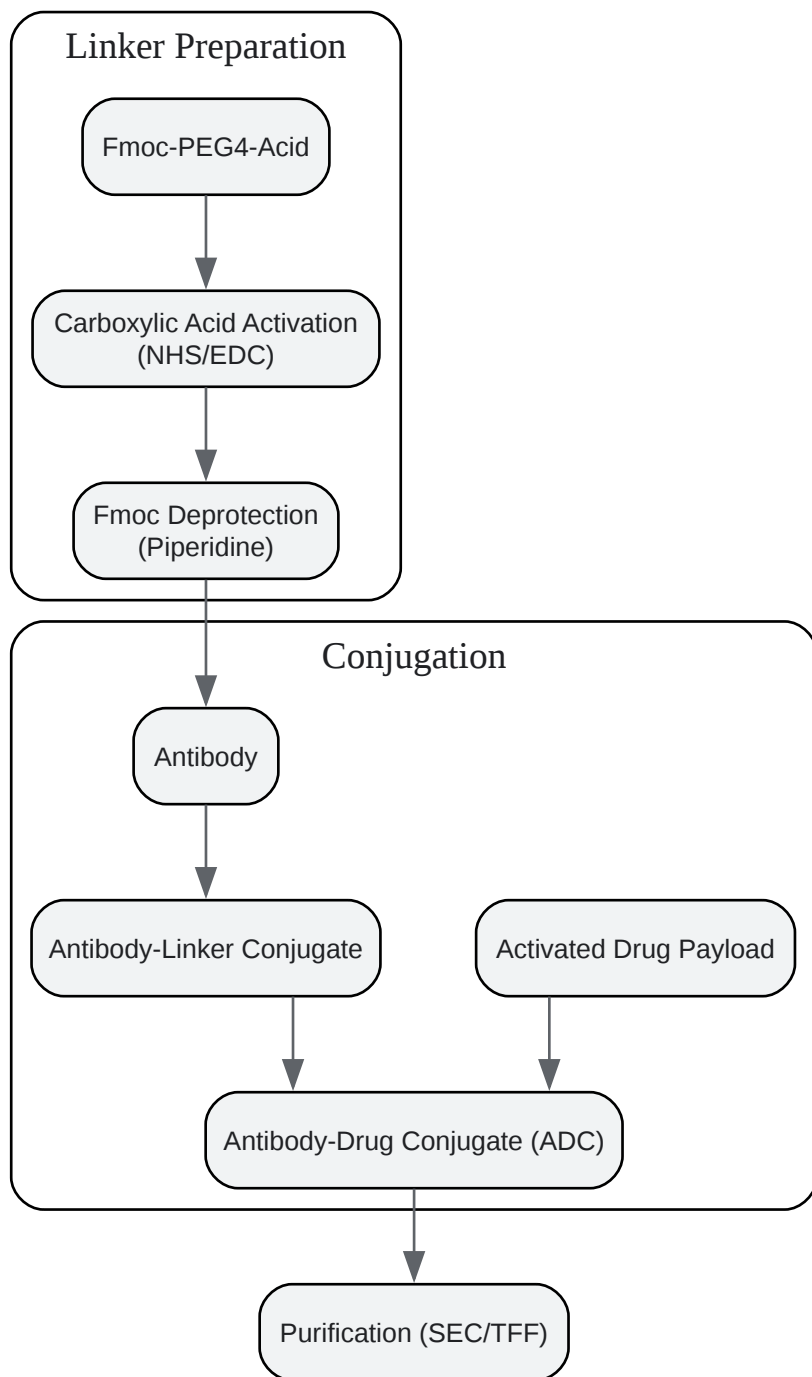 Linker Preparation
Fmoc-PEG4-Acid
Carboxylic Acid Activation
(NHS/EDC)
Fmoc Deprotection
(Piperidine)
Conjugation
Antibody
Antibody-Linker Conjugate
Activated Drug Payload
Antibody-Drug Conjugate (ADC)
Purification (SEC/TFF)